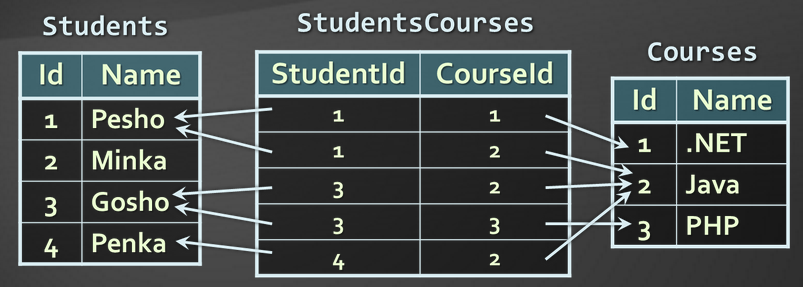 Students
Id Name
1 Pesho
2 Minka
3 Gosho
4 Penka
StudentsCourses
StudentId CourseId
1 1
1 2
3 2
3 3
4 2
Courses
Id Name
1 .NET
2 Java
3 PHP